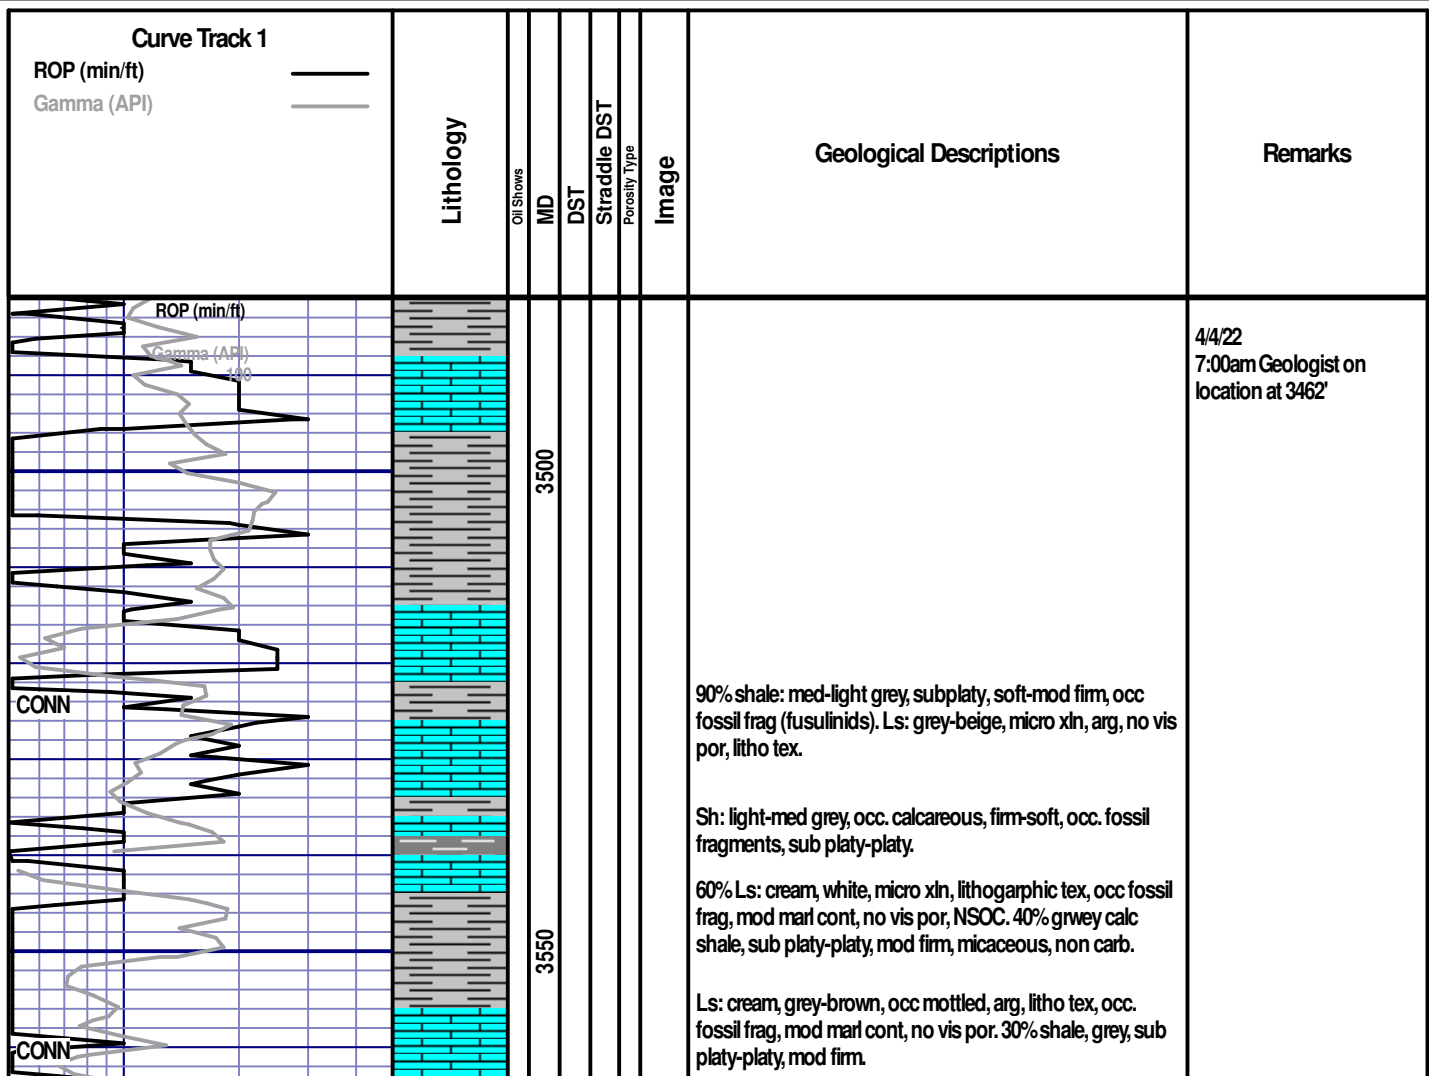 Curve Track 1
ROP (min/ft)
Gamma (API)
Lithology
Oil Shows
MD
DST
Straddle DST
Porosity Type
Image
Geological Descriptions
Remarks
ROP (min/ft)
Gamma (API)
100
4/4/22
7:00am Geologist on
location at 3462'
3500
CONN
90% shale: med-light grey, subplaty, soft-mod firm, occ
fossil frag (fusulinids). Ls: grey-beige, micro xln, arg, no vis
por, litho tex.
Sh: light-med grey, occ. calcareous, firm-soft, occ. fossil
fragments, sub platy-platy.
60% Ls: cream, white, micro xln, lithogarphic tex, occ fossil
frag, mod marl cont, no vis por, NSOC. 40% grwey calc
shale, sub platy-platy, mod firm, micaceous, non carb.
3550
Ls: cream, grey-brown, occ mottled, arg, litho tex, occ.
fossil frag, mod marl cont, no vis por. 30% shale, grey, sub
platy-platy, mod firm.
CONN